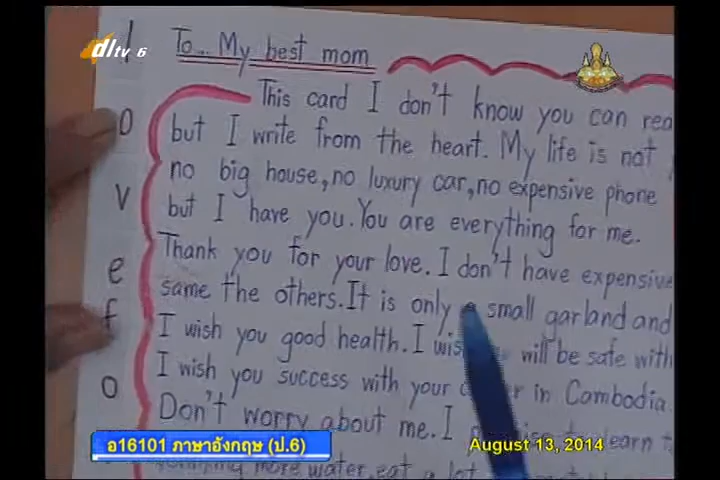 dltv 6
I
To... My best mom
This card I don't know you can rea
o
but I write from the heart. My life is not
no big house, no luxury car, no expensive phone
v
but I have you. You are everything for me.
Thank you for your love. I don't have expensive
e
same the others. It is only a small garland and
f
I wish you good health. I will be safe with
I wish you success with your in Cambodia.
o
Don't worry about me. I learn
more water, eat a lot
อ16101 ภาษาอังกฤษ (ป.6)
August 13, 2014